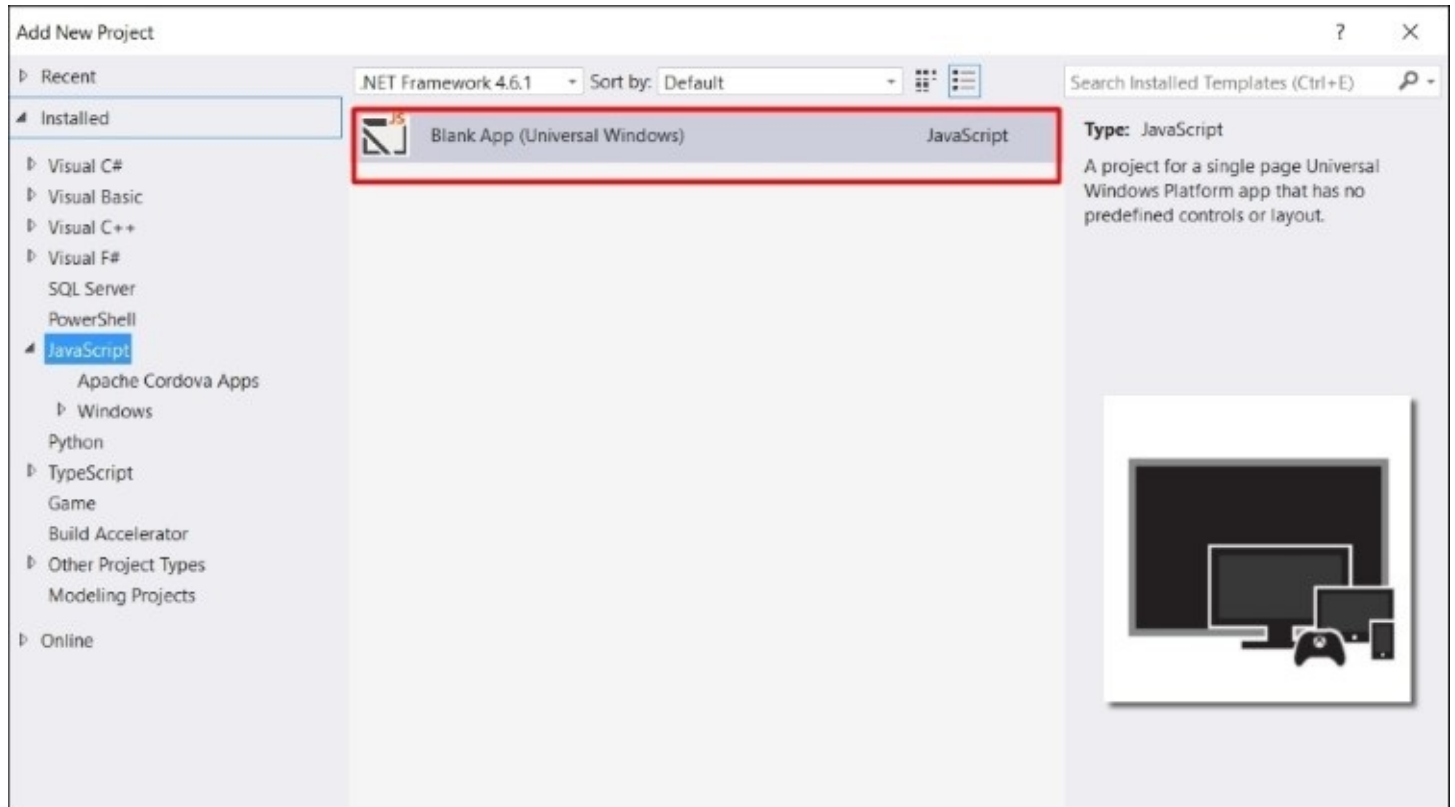 Add New Project
?
Recent
.NET Framework 4.6.1
Sort by: Default
Search Installed Templates (Ctrl+E)
Installed
JS
Blank App (Universal Windows)
JavaScript
Type: JavaScript
A project for a single page Universal
Windows Platform app that has no
predefined controls or layout.
Visual C#
Visual Basic
Visual C++
Visual F#
SQL Server
PowerShell
JavaScript
Apache Cordova Apps
Windows
Python
TypeScript
Game
Build Accelerator
Other Project Types
Modeling Projects
Online